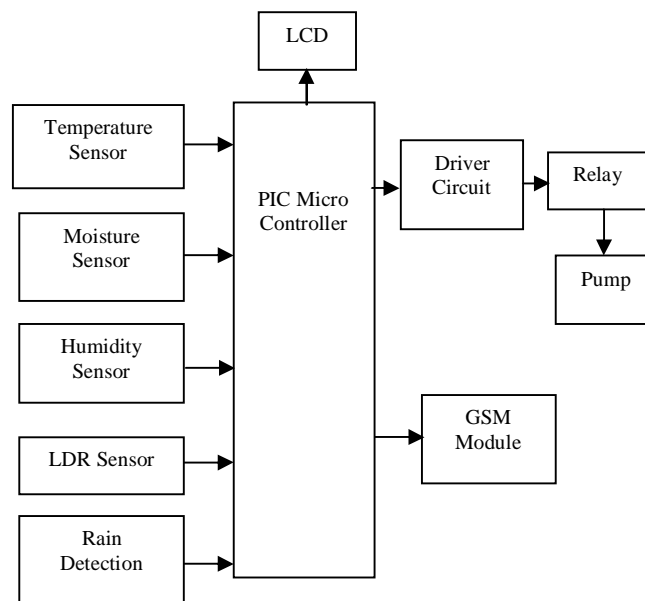 LCD
Temperature
Sensor
Moisture
Sensor
Humidity
Sensor
LDR Sensor
Rain
Detection
PIC Micro
Controller
Driver
Circuit
Relay
Pump
GSM
Module